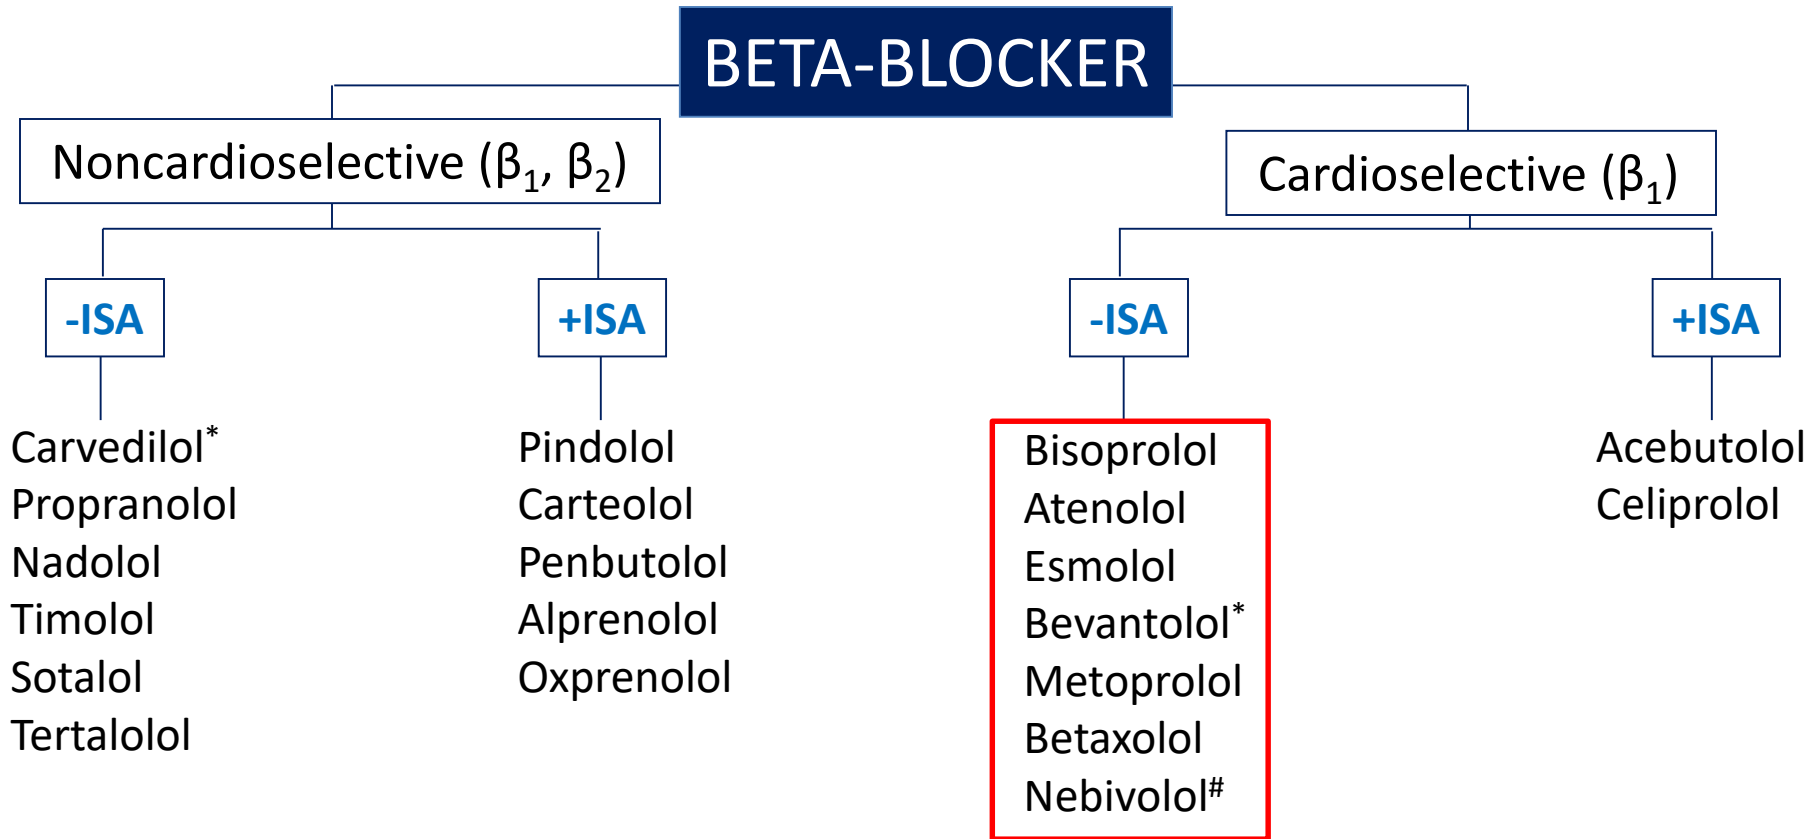 BETA-BLOCKER
Noncardioselective (β₁, β₂)
Cardioselective (β₁)
-ISA
+ISA
-ISA
+ISA
Carvedilol*
Propranolol
Nadolol
Timolol
Sotalol
Tertalolol
Pindolol
Carteolol
Penbutolol
Alprenolol
Oxprenolol
Bisoprolol
Atenolol
Esmolol
Bevantolol*
Metoprolol
Betaxolol
Nebivolol#
Acebutolol
Celiprolol